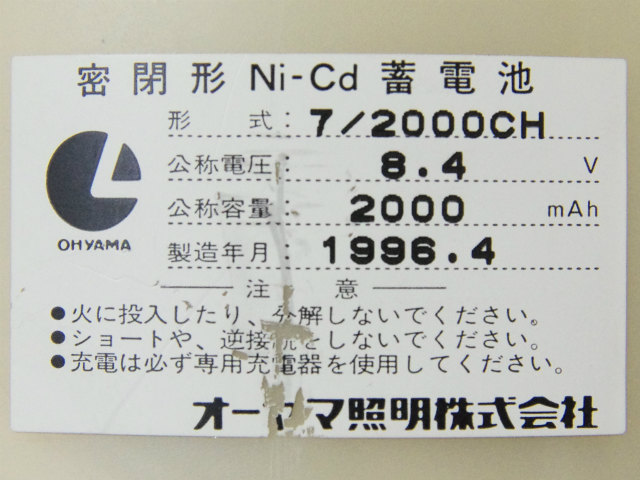 密閉形 Ni-Cd 蓄電池
形式: 7/2000CH
公称電圧: 8.4 V
公称容量: 2000 mAh
製造年月: 1996.4
OHYAMA
注意
●火に投入したり、分解しないでください。
●ショートや、逆接続をしないでください。
●充電は必ず専用充電器を使用してください。
オーヤマ照明株式会社